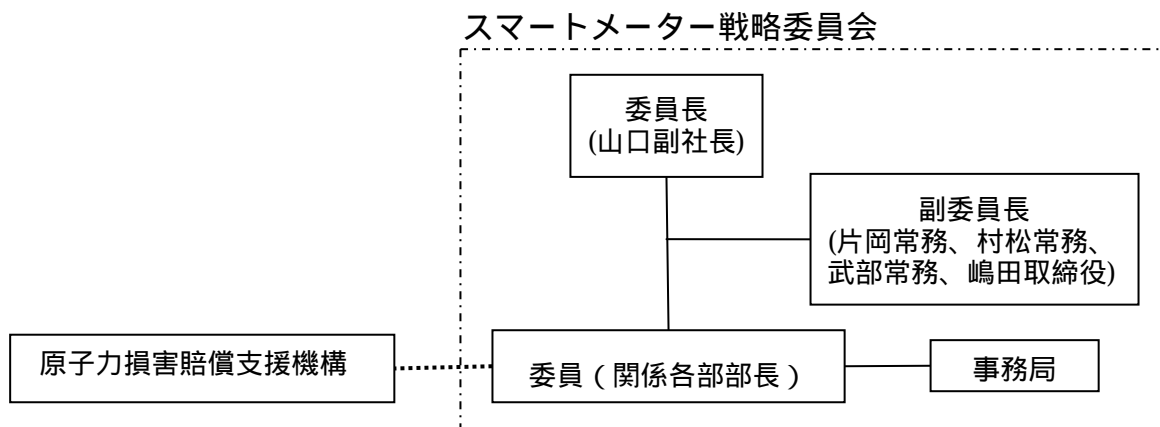 スマートメーター戦略委員会
委員長
(山口副社長)
副委員長
(片岡常務、村松常務、
武部常務、嶋田取締役)
原子力損害賠償支援機構
委員（関係各部部長）
事務局